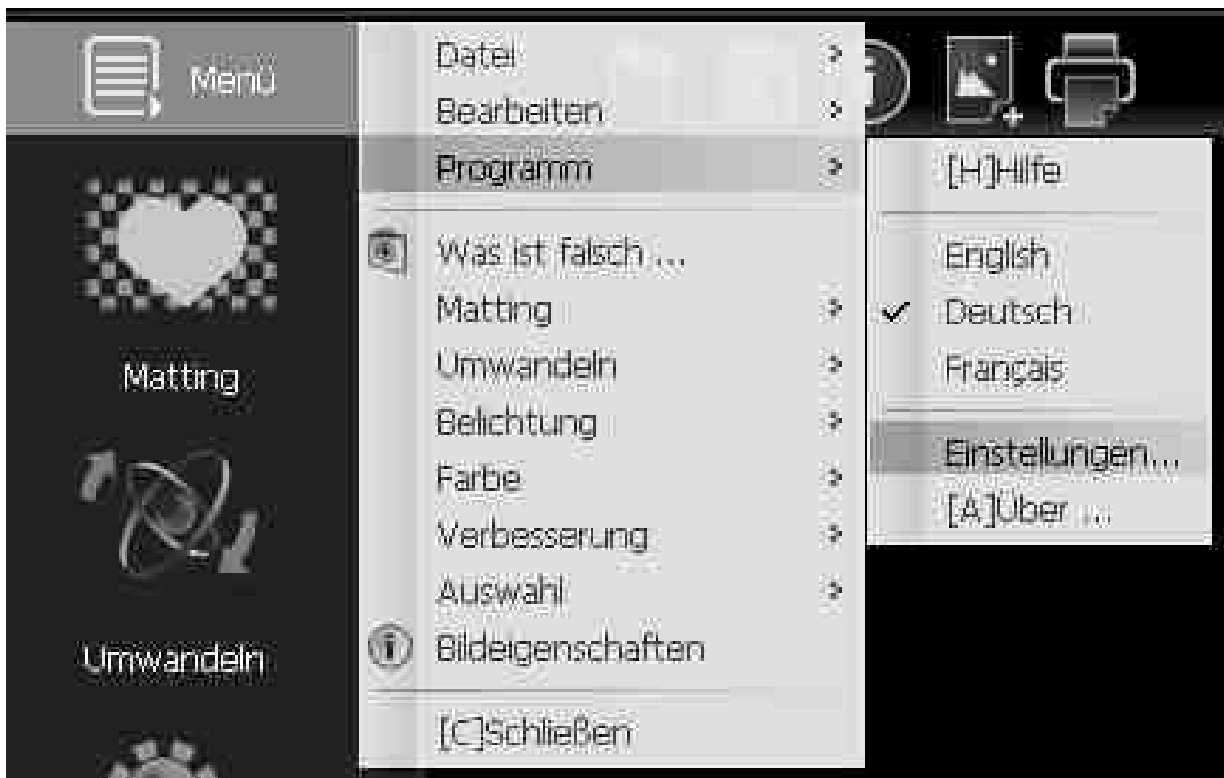 Menü
Datei
Bearbeiten
Programm
Was ist falsch ...
Matting
Umwandeln
Belichtung
Farbe
Verbesserung
Auswahl
Bildeigenschaften
[C]Schließen
[H]Hilfe
English
Deutsch
Français
Einstellungen...
[A]Über ...
Matting
Umwandeln